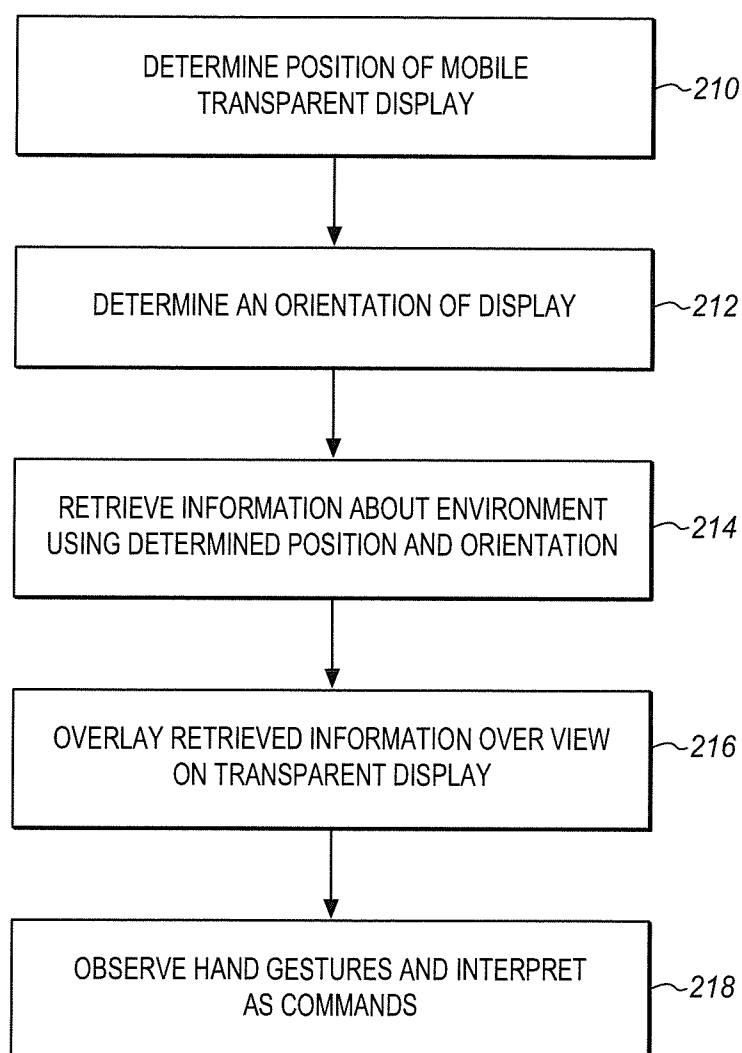 DETERMINE POSITION OF MOBILE
TRANSPARENT DISPLAY
210
DETERMINE AN ORIENTATION OF DISPLAY
212
RETRIEVE INFORMATION ABOUT ENVIRONMENT
USING DETERMINED POSITION AND ORIENTATION
214
OVERLAY RETRIEVED INFORMATION OVER VIEW
ON TRANSPARENT DISPLAY
216
OBSERVE HAND GESTURES AND INTERPRET
AS COMMANDS
218